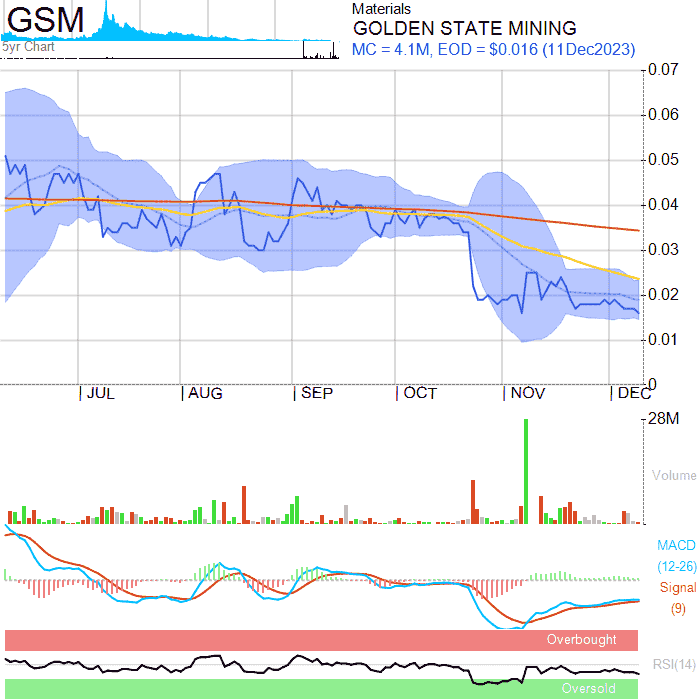 GSM
5yr Chart
Materials
GOLDEN STATE MINING
MC = 4.1M, EOD = $0.016 (11Dec2023)
0.07
0.06
0.05
0.04
0.03
0.02
0.01
0
JUL AUG SEP OCT NOV DEC
28M
Volume
MACD
(12-26)
Signal
(9)
Overbought
RSI(14)
Oversold